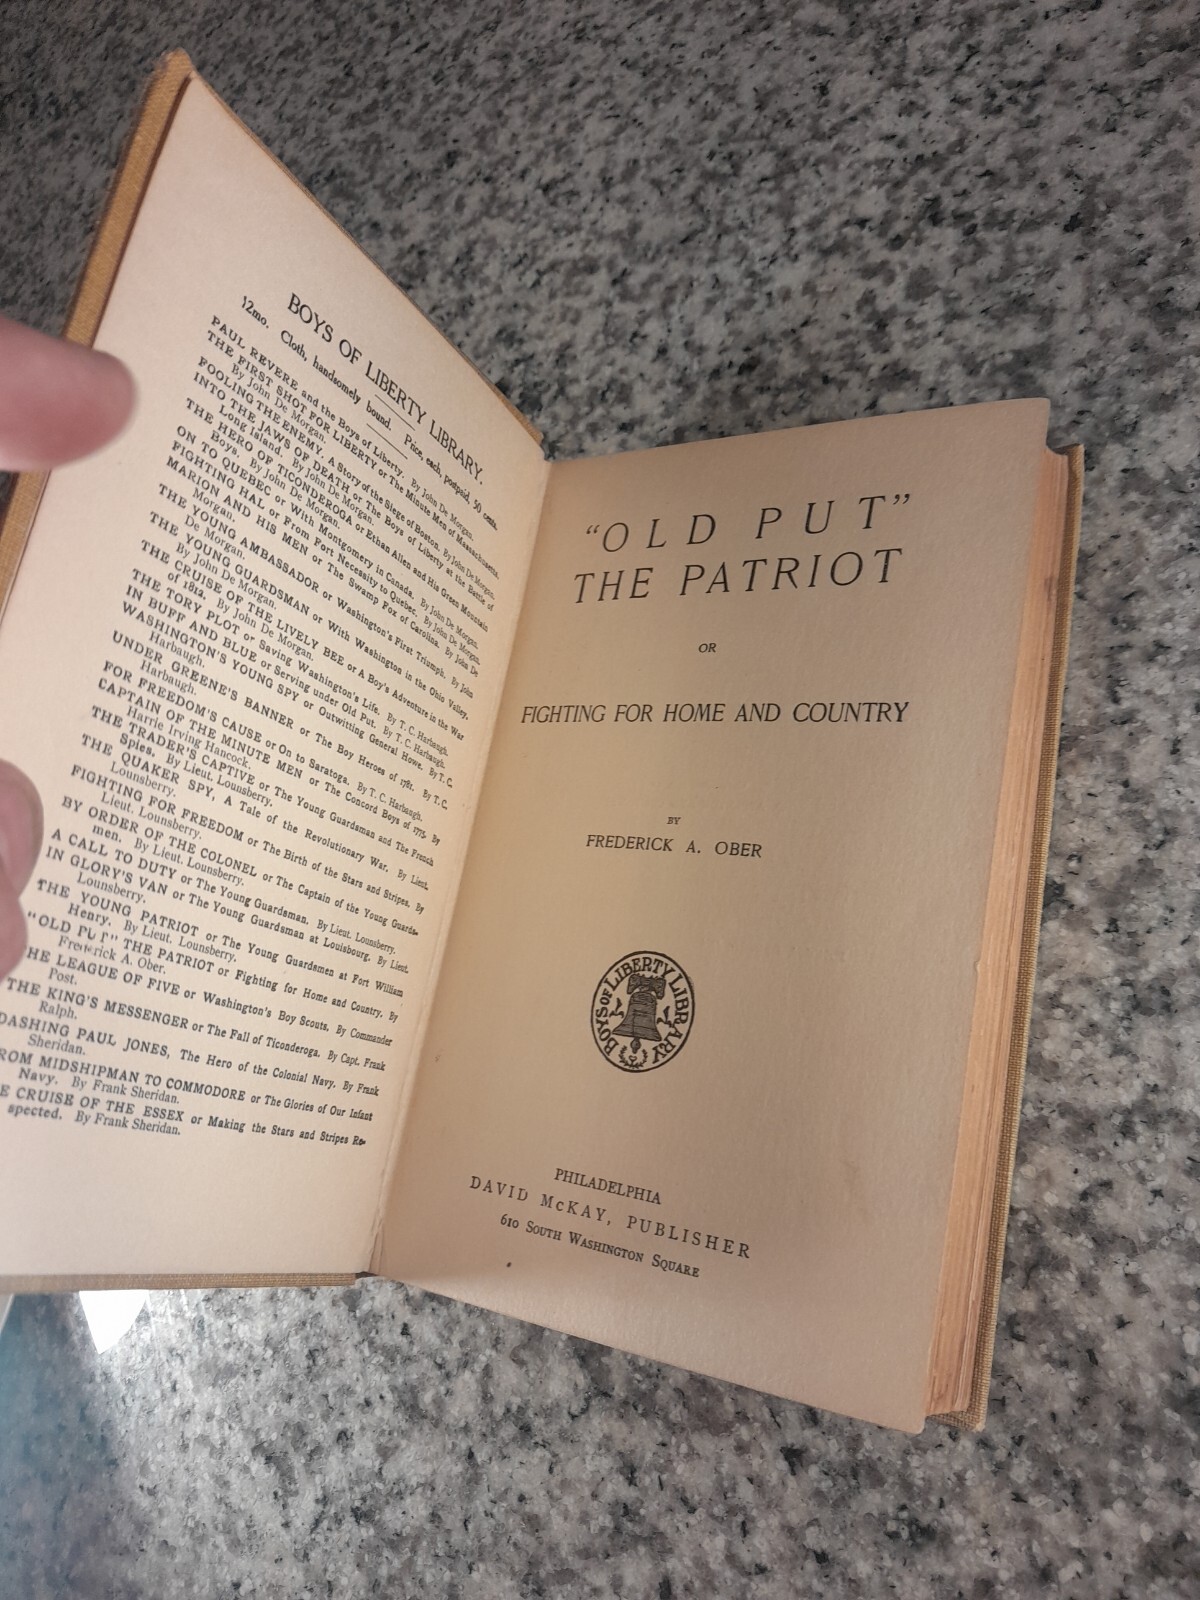 BOYS OF LIBERTY LIBRARY.
12mo. Cloth, handsomely bound. Price, each, postpaid, 50 cents.
PAUL REVERE and the Boys of Liberty. By John De Morgan.
THE FIRST SHOT FOR LIBERTY or The Minute Men of Massachusetts.
By John De Morgan.
FOOLING THE ENEMY. A Story of the Siege of Boston. By John De Morgan.
INTO THE JAWS OF DEATH or The Boys of Liberty at the Battle of
Long Island. By John De Morgan.
THE HERO OF TICONDEROGA or Ethan Allen and His Green Mountain
Boys. By John De Morgan.
ON TO QUEBEC or With Montgomery in Canada. By John De Morgan.
FIGHTING HAL or From Fort Necessity to Quebec. By John De Morgan.
MARION AND HIS MEN or The Swamp Fox of Carolina. By John De
Morgan.
THE YOUNG AMBASSADOR or Washington's First Triumph. By John
De Morgan.
THE YOUNG GUARDSMAN or With Washington in the Ohio Valley.
By John De Morgan.
THE CRUISE OF THE LIVELY BEE or A Boy's Adventure in the War
of 1812. By John De Morgan.
THE TORY PLOT or Saving Washington's Life. By T. C. Harbaugh.
IN BUFF AND BLUE or Serving under Old Put. By T. C. Harbaugh.
WASHINGTON'S YOUNG SPY or Outwitting General Howe. By T. C.
Harbaugh.
UNDER GREENE'S BANNER or The Boy Heroes of 1781. By T. C.
Harbaugh.
FOR FREEDOM'S CAUSE or On to Saratoga. By T. C. Harbaugh.
CAPTAIN OF THE MINUTE MEN or The Concord Boys of 1775. By
Harrie Irving Hancock.
THE TRADER'S CAPTIVE or The Young Guardsman and The French
Spies. By Lieut. Lounsberry.
THE QUAKER SPY, A Tale of the Revolutionary War. By Lieut.
Lounsberry.
FIGHTING FOR FREEDOM or The Birth of the Stars and Stripes. By
Lieut. Lounsberry.
BY ORDER OF THE COLONEL or The Captain of the Young Guards-
men. By Lieut. Lounsberry.
A CALL TO DUTY or The Young Guardsman. By Lieut. Lounsberry.
IN GLORY'S VAN or The Young Guardsman at Louisbourg. By Lieut.
Lounsberry.
THE YOUNG PATRIOT or The Young Guardsmen at Fort William
Henry. By Lieut. Lounsberry.
"OLD PUT" THE PATRIOT or Fighting for Home and Country. By
Frederick A. Ober.
THE LEAGUE OF FIVE or Washington's Boy Scouts. By Commander
Post.
THE KING'S MESSENGER or The Fall of Ticonderoga. By Capt. Frank
Ralph.
DASHING PAUL JONES, The Hero of the Colonial Navy. By Frank
Sheridan.
ROM MIDSHIPMAN TO COMMODORE or The Glories of Our Infant
Navy. By Frank Sheridan.
E CRUISE OF THE ESSEX or Making the Stars and Stripes Re-
spected. By Frank Sheridan.
"OLD PUT"
THE PATRIOT
OR
FIGHTING FOR HOME AND COUNTRY
BY
FREDERICK A. OBER
BOYS OF LIBERTY LIBRARY
PHILADELPHIA
DAVID McKAY, PUBLISHER
610 SOUTH WASHINGTON SQUARE